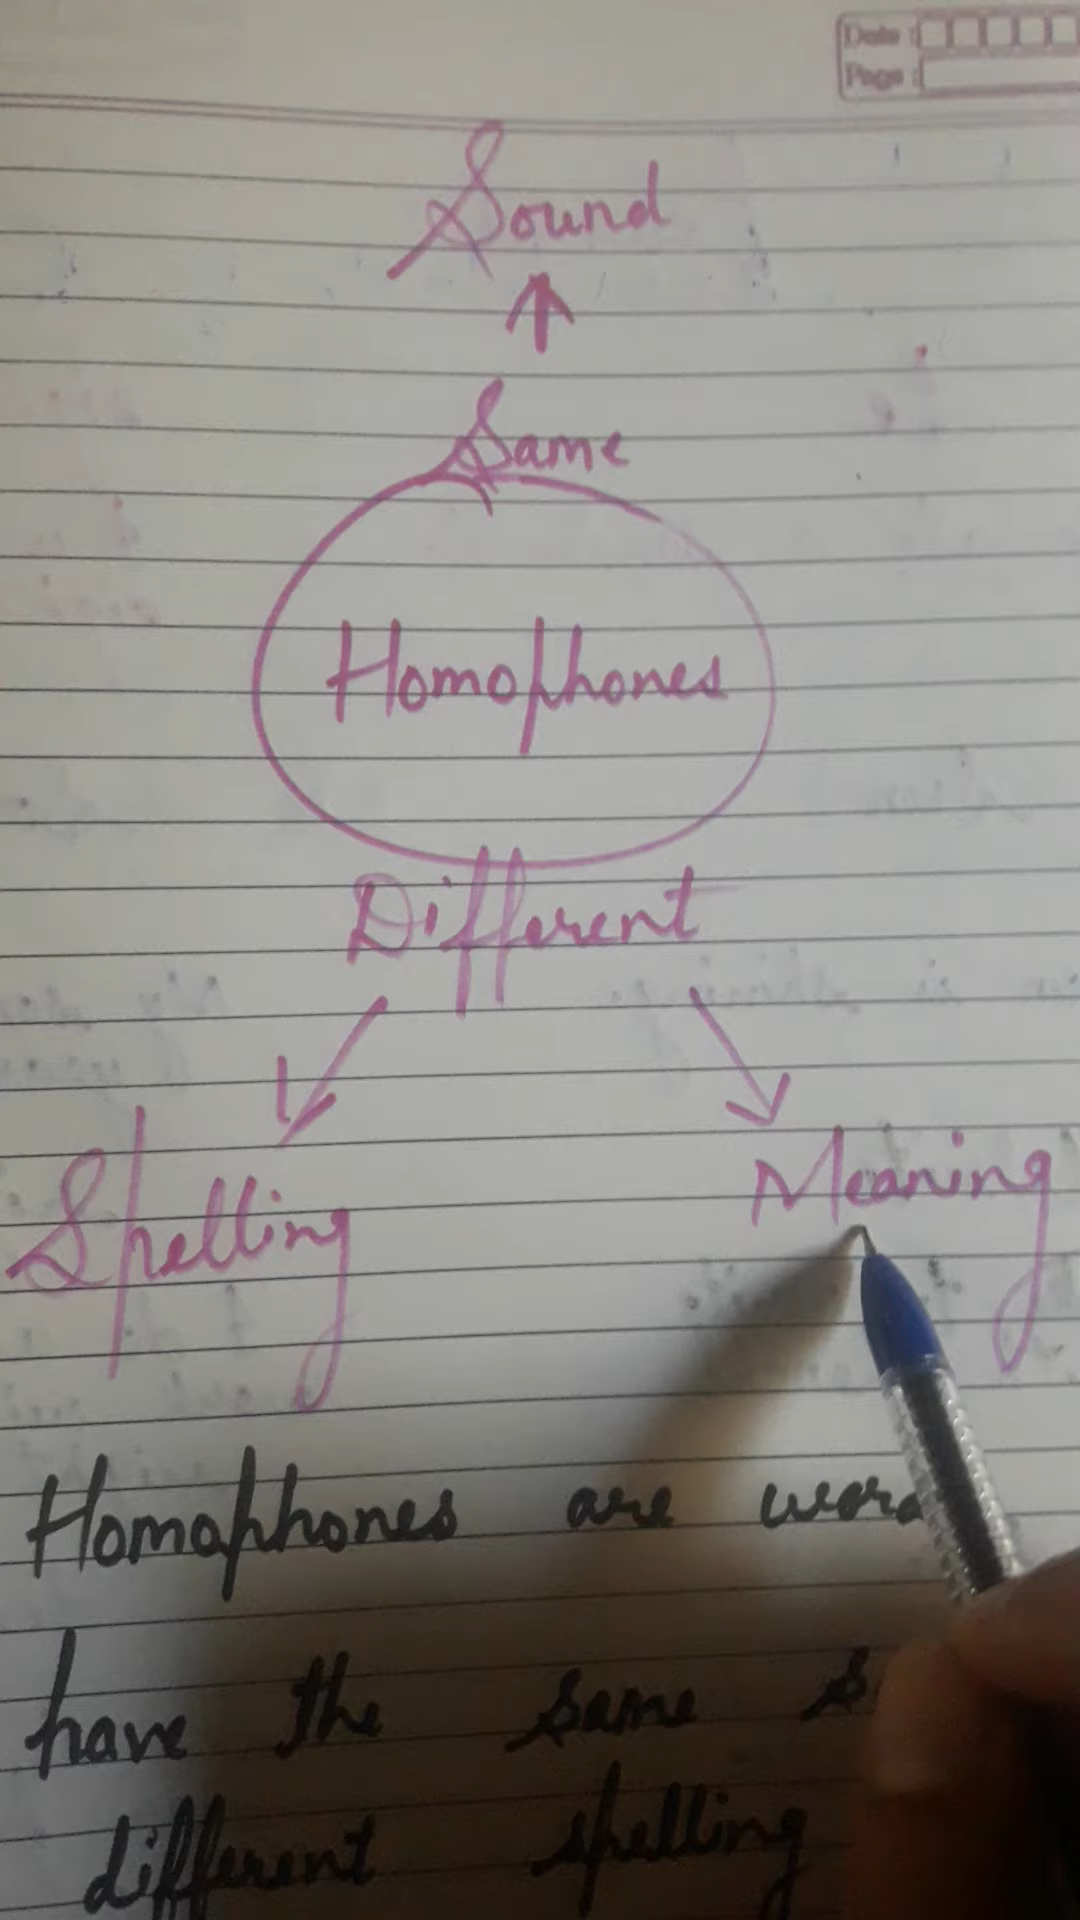 Date :
Page :
Sound
Same
Homophones
Different
Spelling
Meaning
Homophones are
have the same
different spelling